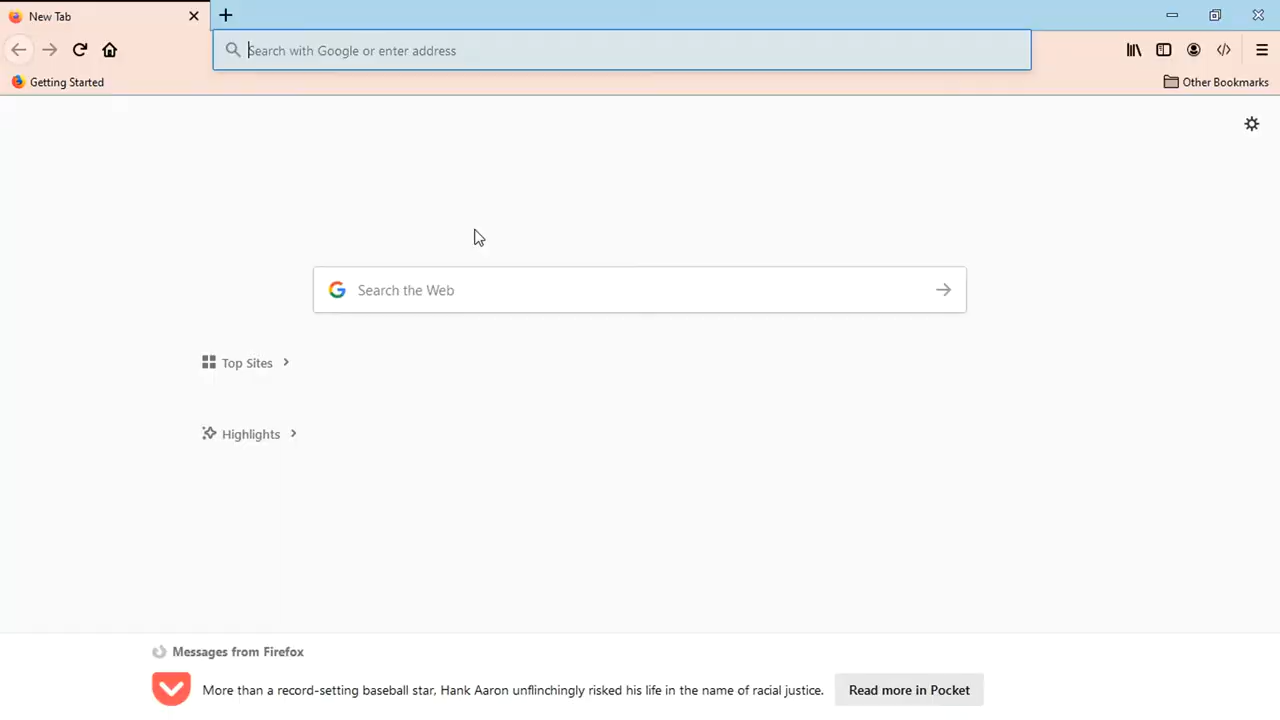 New Tab
Search with Google or enter address
Getting Started
Other Bookmarks
Search the Web
Top Sites
Highlights
Messages from Firefox
More than a record-setting baseball star, Hank Aaron unflinchingly risked his life in the name of racial justice.
Read more in Pocket